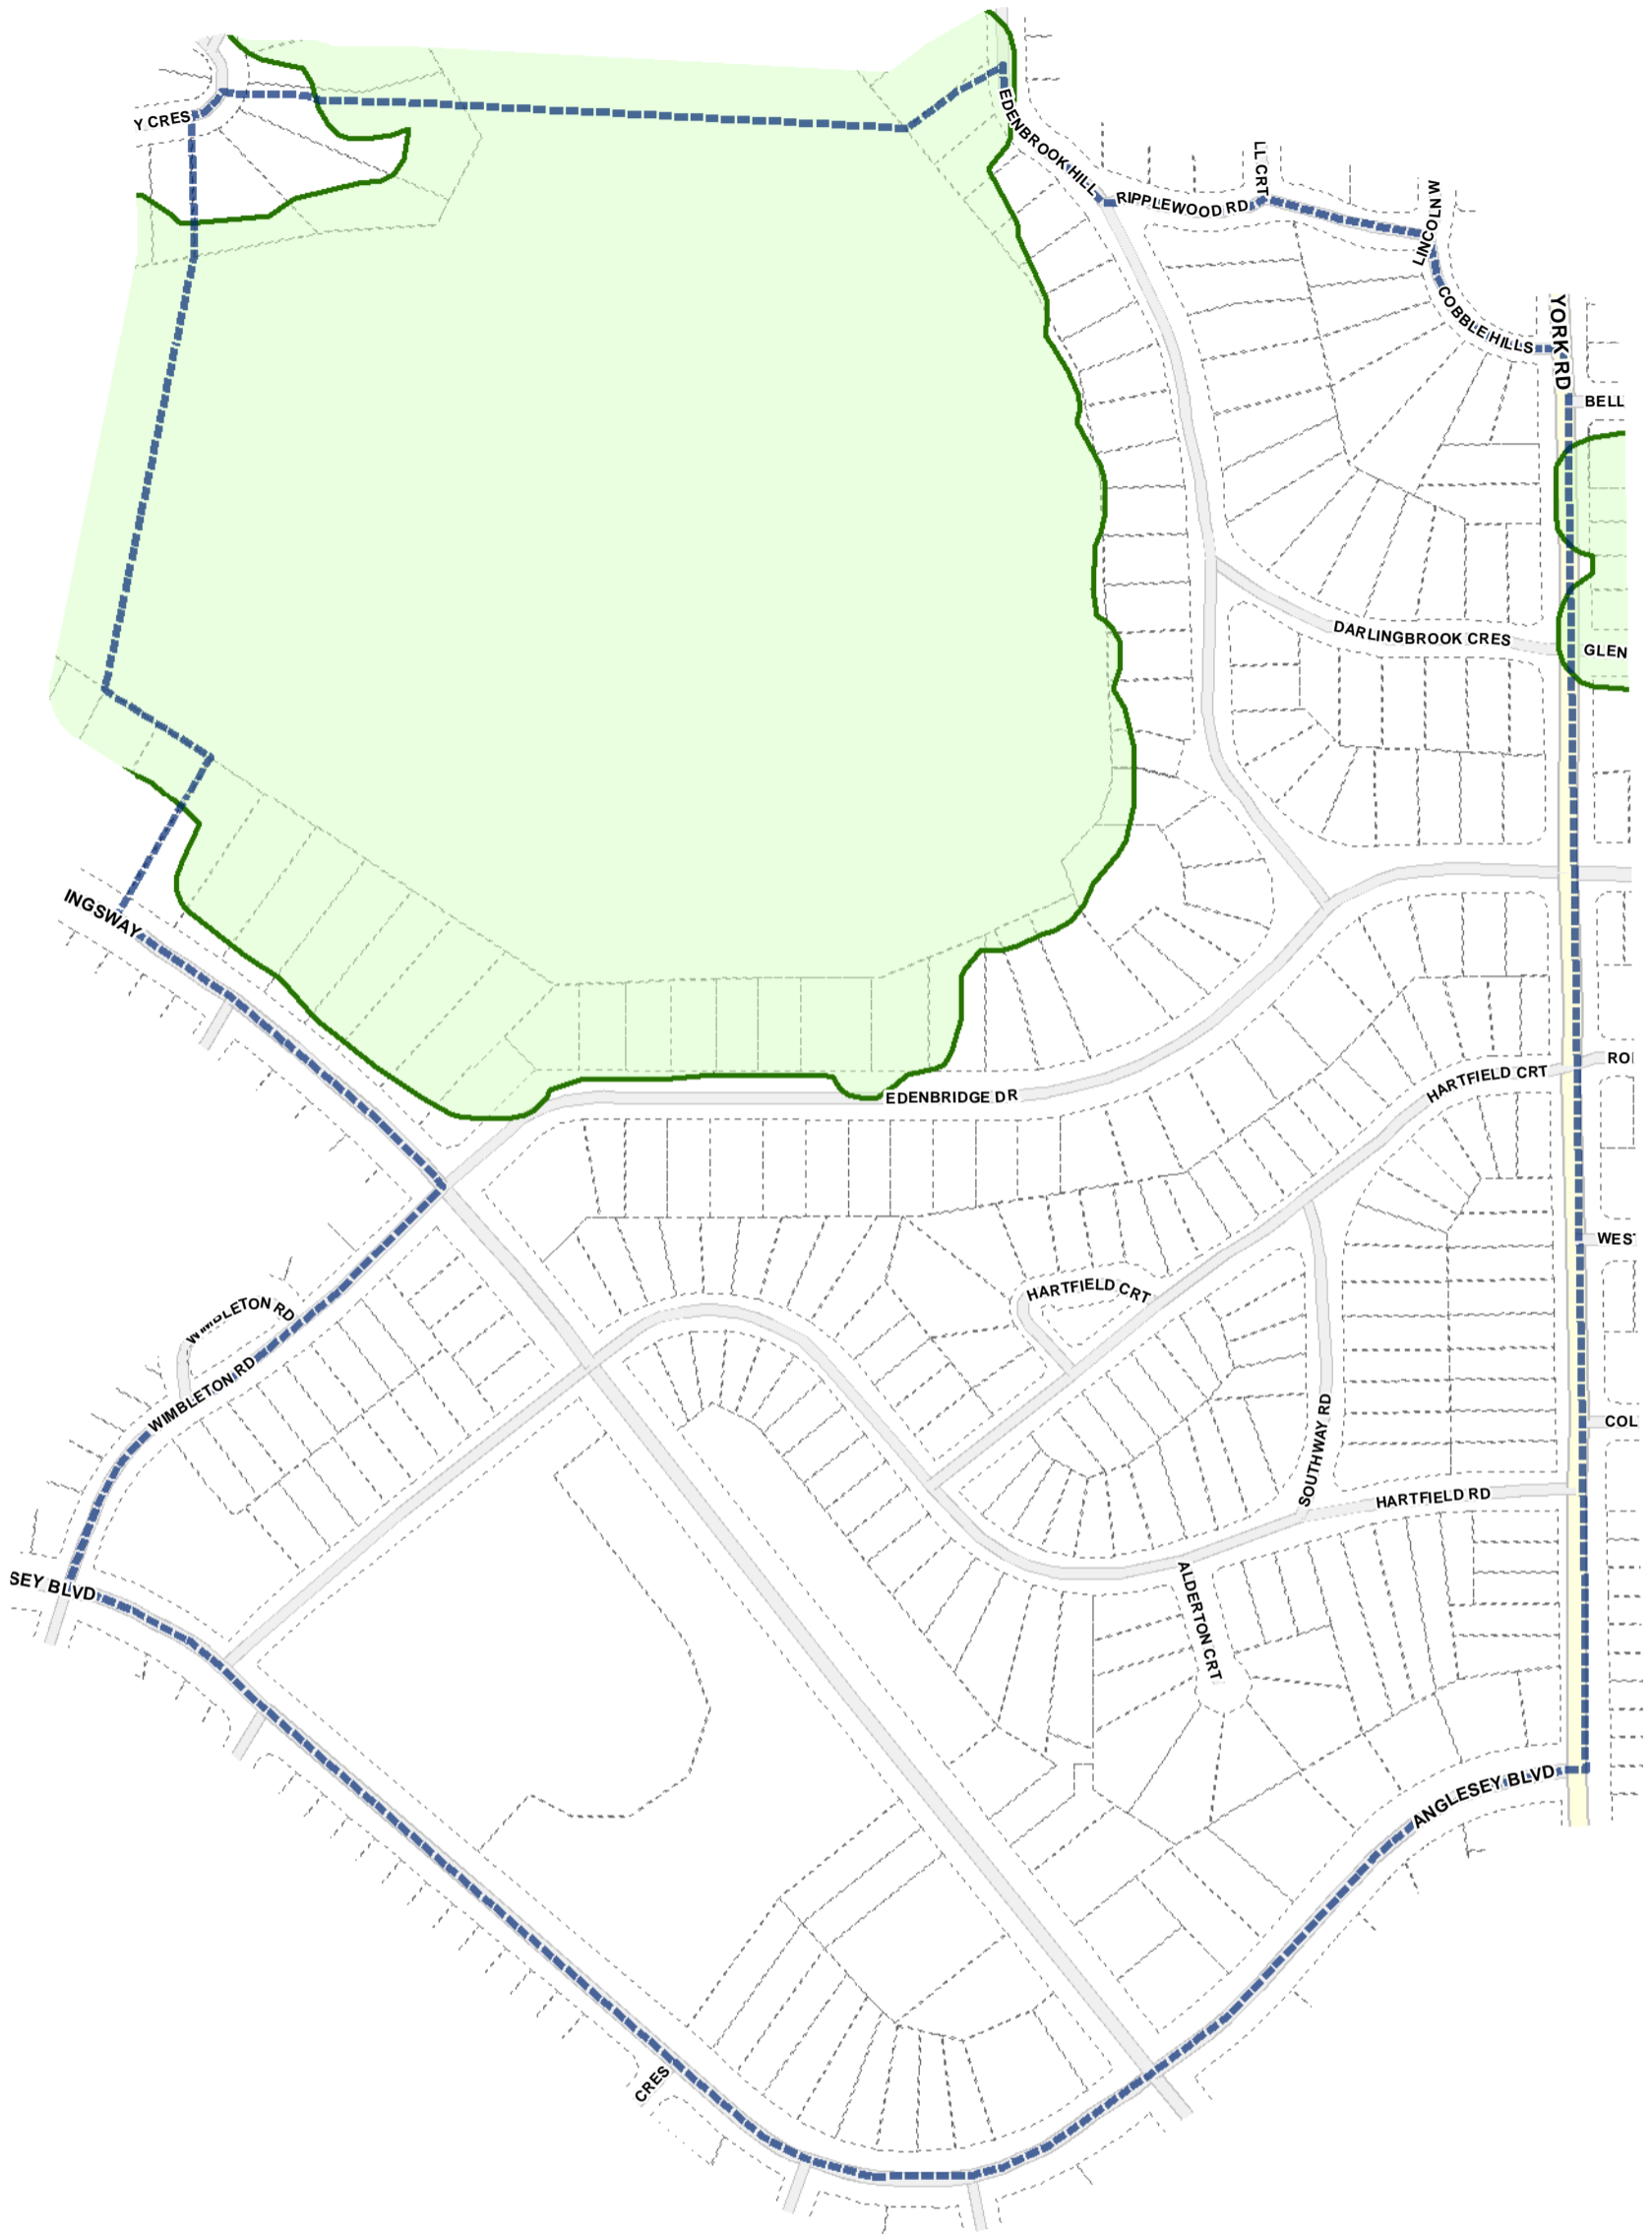 Y CRES
EDENBROOK HILL
RIPPLEWOOD RD
LL CRT
LINCOLN W
COBBLE HILLS
YORK RD
BELL
DARLINGBROOK CRES
GLEN
INGSWAY
EDENBRIDGE DR
HARTFIELD CRT
RO
WES
HARTFIELD CRT
WIMBLETON RD
WIMBLETON RD
COL
SOUTHWAY RD
HARTFIELD RD
SEY BLVD
ALDERTON CRT
ANGLESEY BLVD
CRES